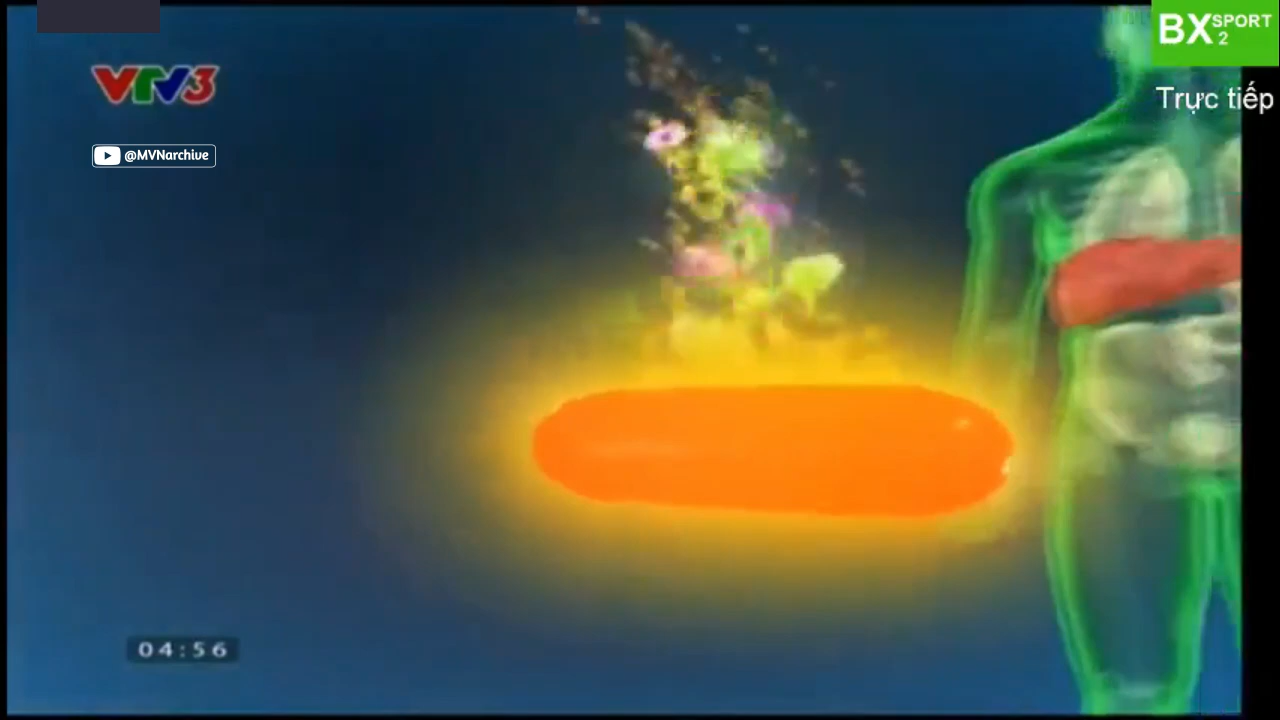 VTV3
@MVNarchive
BX SPORT 2
Trực tiếp
04:56